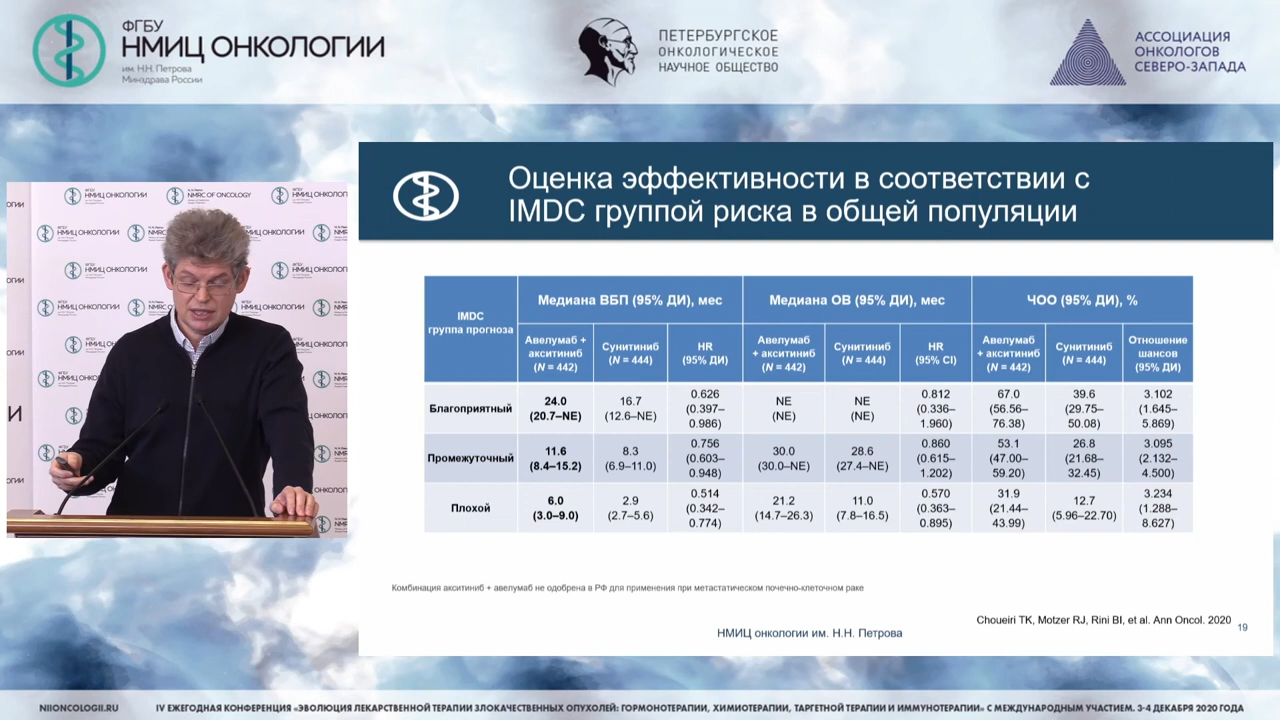 ФГБУ
НМИЦ ОНКОЛОГИИ
им. Н.Н. Петрова
Минздрава России
ПЕТЕРБУРГСКОЕ
ОНКОЛОГИЧЕСКОЕ
НАУЧНОЕ ОБЩЕСТВО
АССОЦИАЦИЯ
ОНКОЛОГОВ
СЕВЕРО-ЗАПАДА
Оценка эффективности в соответствии с
IMDC группой риска в общей популяции
IMDC
группа прогноза
Медиана ВБП (95% ДИ), мес
Медиана ОВ (95% ДИ), мес
ЧОО (95% ДИ), %
Авелумаб +
акситиниб
(N = 442)
Сунитиниб
(N = 444)
HR
(95% ДИ)
Авелумаб
+ акситиниб
(N = 442)
Сунитиниб
(N = 444)
HR
(95% CI)
Авелумаб
+ акситиниб
(N = 442)
Сунитиниб
(N = 444)
Отношение
шансов
(95% ДИ)
Благоприятный
24.0
(20.7–NE)
16.7
(12.6–NE)
0.626
(0.397–
0.986)
NE
(NE)
NE
(NE)
0.812
(0.336–
1.960)
67.0
(56.56–
76.38)
39.6
(29.75–
50.08)
3.102
(1.645–
5.869)
Промежуточный
11.6
(8.4–15.2)
8.3
(6.9–11.0)
0.756
(0.603–
0.948)
30.0
(30.0–NE)
28.6
(27.4–NE)
0.860
(0.615–
1.202)
53.1
(47.00–
59.20)
26.8
(21.68–
32.45)
3.095
(2.132–
4.500)
Плохой
6.0
(3.0–9.0)
2.9
(2.7–5.6)
0.514
(0.342–
0.774)
21.2
(14.7–26.3)
11.0
(7.8–16.5)
0.570
(0.363–
0.895)
31.9
(21.44–
43.99)
12.7
(5.96–22.70)
3.234
(1.288–
8.627)
Комбинация акситиниб + авелумаб не одобрена в РФ для применения при метастатическом почечно-клеточном раке
Choueiri TK, Motzer RJ, Rini BI, et al. Ann Oncol. 2020
19
НМИЦ онкологии им. Н.Н. Петрова
NIIONCOLOGII.RU
IV ЕЖЕГОДНАЯ КОНФЕРЕНЦИЯ «ЭВОЛЮЦИЯ ЛЕКАРСТВЕННОЙ ТЕРАПИИ ЗЛОКАЧЕСТВЕННЫХ ОПУХОЛЕЙ: ГОРМОНОТЕРАПИИ, ХИМИОТЕРАПИИ, ТАРГЕТНОЙ ТЕРАПИИ И ИММУНОТЕРАПИИ» С МЕЖДУНАРОДНЫМ УЧАСТИЕМ. 3-4 ДЕКАБРЯ 2020 ГОДА